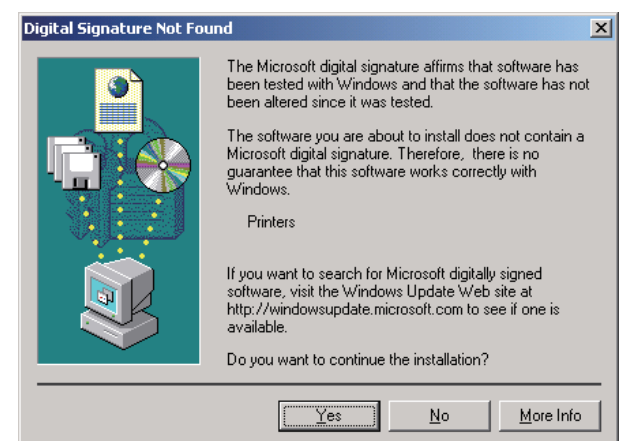 Digital Signature Not Found
The Microsoft digital signature affirms that software has
been tested with Windows and that the software has not
been altered since it was tested.
The software you are about to install does not contain a
Microsoft digital signature. Therefore, there is no
guarantee that this software works correctly with
Windows.
Printers
If you want to search for Microsoft digitally signed
software, visit the Windows Update Web site at
http://windowsupdate.microsoft.com to see if one is
available.
Do you want to continue the installation?
Yes No More Info